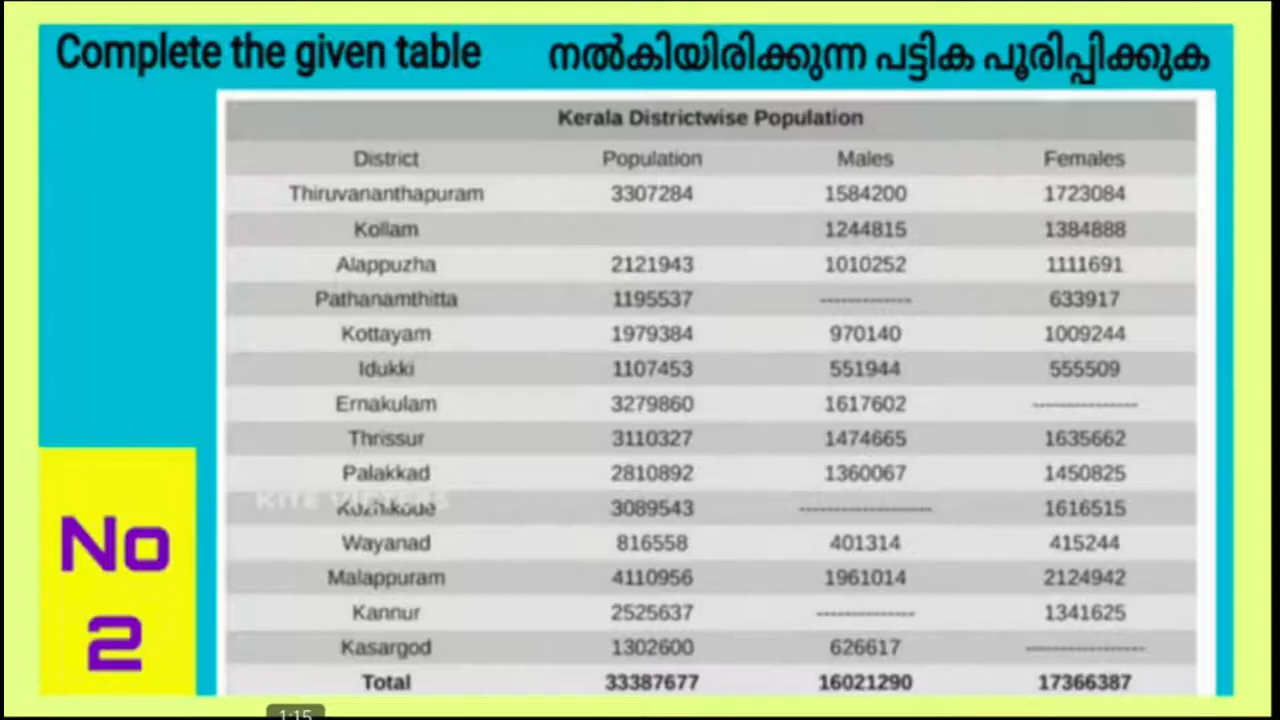 Complete the given table നൽകിയിരിക്കുന്ന പട്ടിക പൂരിപ്പിക്കുക
Kerala Districtwise Population
District Population Males Females
Thiruvananthapuram 3307284 1584200 1723084
Kollam 1244815 1384888
Alappuzha 2121943 1010252 1111691
Pathanamthitta 1195537 ------------- 633917
Kottayam 1979384 970140 1009244
Idukki 1107453 551944 555509
Ernakulam 3279860 1617602 ---------------
Thrissur 3110327 1474665 1635662
Palakkad 2810892 1360067 1450825
KITE VICTERS
Kozhikode 3089543 ------------------- 1616515
Wayanad 816558 401314 415244
Malappuram 4110956 1961014 2124942
Kannur 2525637 -------------- 1341625
Kasargod 1302600 626617 -----------------
Total 33387677 16021290 17366387
No
2
1:15